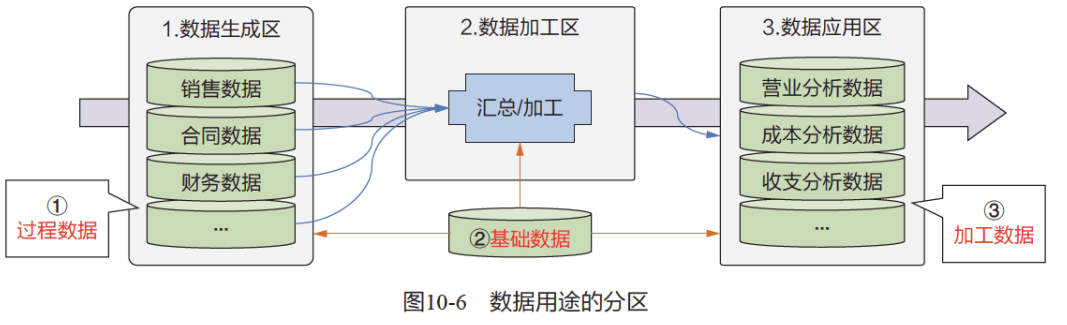 1.数据生成区
销售数据
合同数据
财务数据
...
①
过程数据
2.数据加工区
汇总/加工
②基础数据
3.数据应用区
营业分析数据
成本分析数据
收支分析数据
...
③
加工数据
图10-6 数据用途的分区